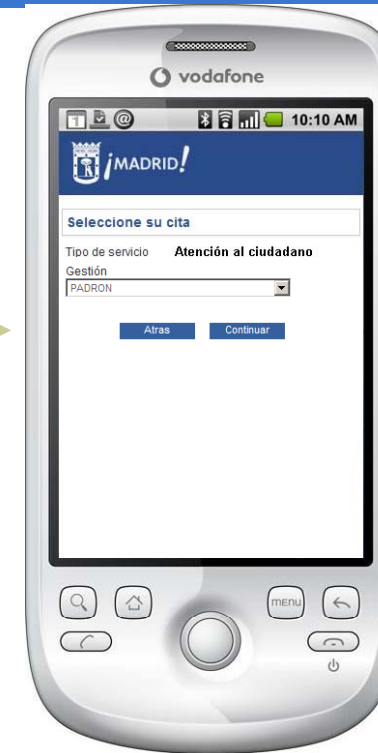 vodafone
1 @ 10:10 AM
¡MADRID!
Seleccione su cita
Tipo de servicio Atención al ciudadano
Gestión
PADRON
Atras Continuar
MENU